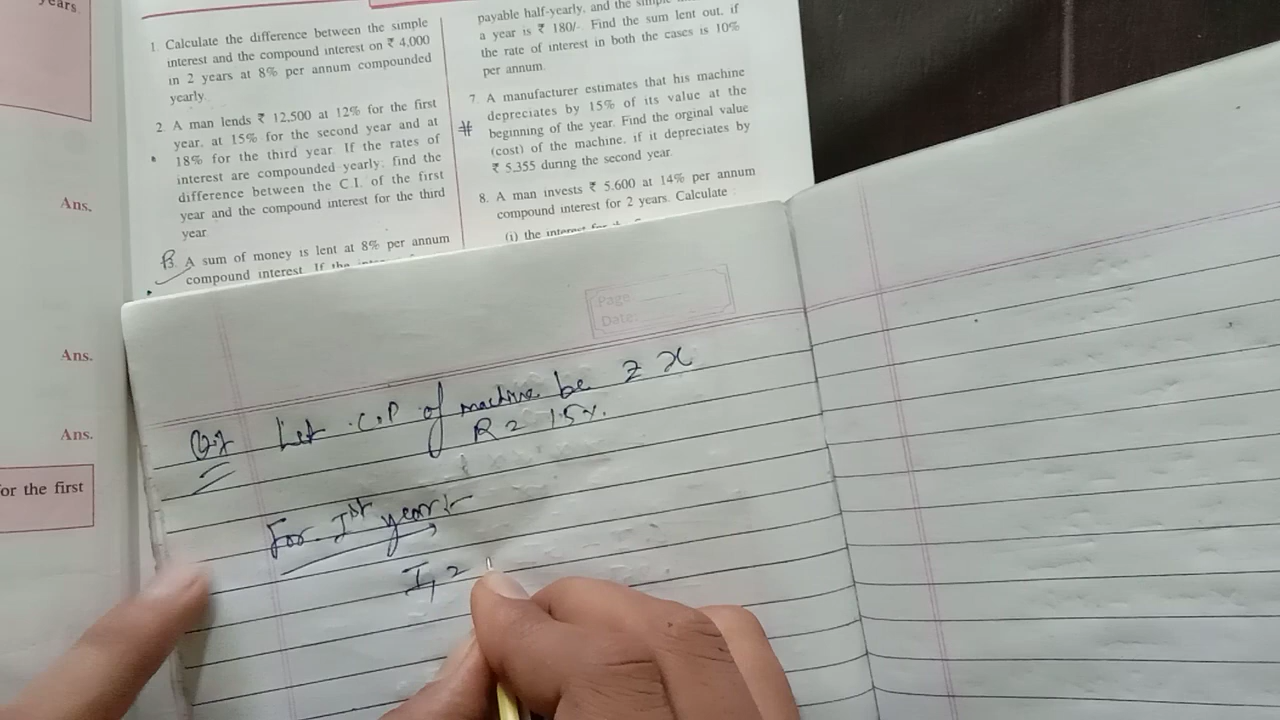 years.
Ans.
Ans.
Ans.
or the first
1. Calculate the difference between the simple
interest and the compound interest on ₹ 4,000
in 2 years at 8% per annum compounded
yearly.
2. A man lends ₹ 12,500 at 12% for the first
year, at 15% for the second year and at
18% for the third year. If the rates of
interest are compounded yearly; find the
difference between the C.I. of the first
year and the compound interest for the third
year.
3. A sum of money is lent at 8% per annum
compound interest. If the
payable half-yearly, and the simple
a year is ₹ 180/-. Find the sum lent out, if
the rate of interest in both the cases is 10%
per annum.
7. A manufacturer estimates that his machine
depreciates by 15% of its value at the
# beginning of the year. Find the orginal value
(cost) of the machine, if it depreciates by
₹ 5,355 during the second year.
8. A man invests ₹ 5,600 at 14% per annum
compound interest for 2 years. Calculate
(i) the interest for the
Page:
Date:
Q.7 Let C.P of machine be ₹ x
R = 15%.
For Ist year:-
I1 =